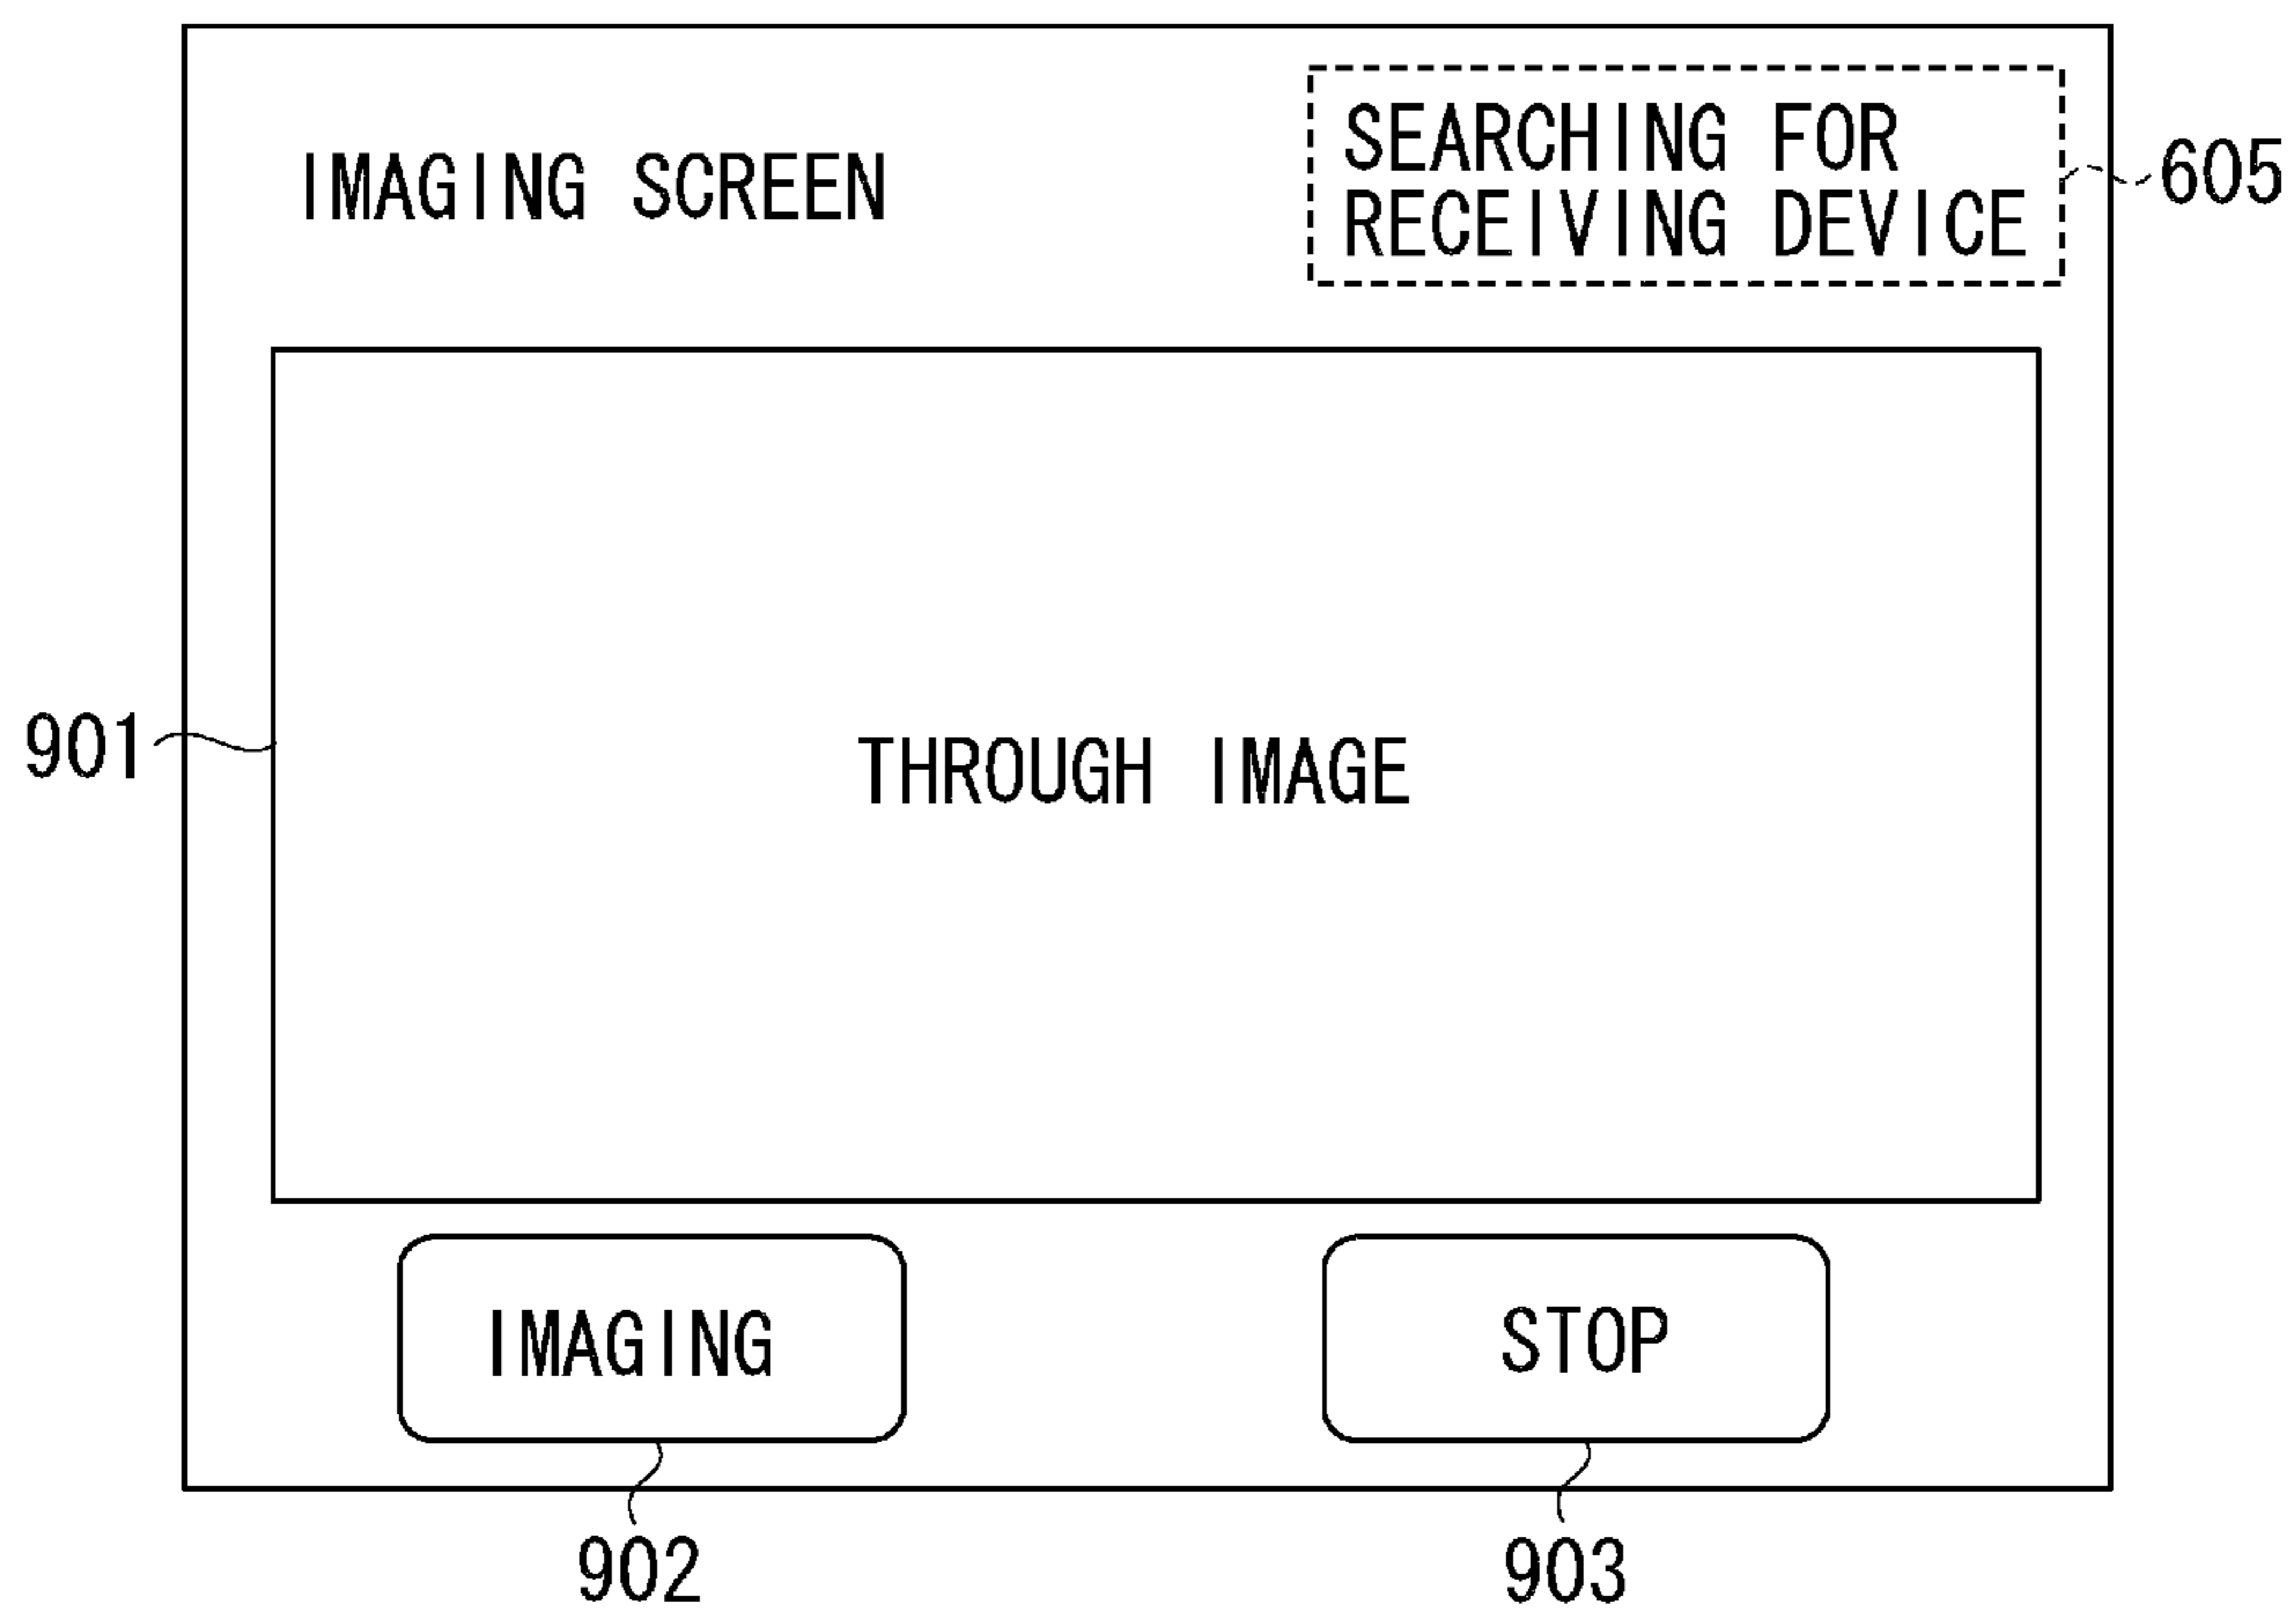 IMAGING SCREEN
SEARCHING FOR
RECEIVING DEVICE
605
901
THROUGH IMAGE
IMAGING
STOP
902
903